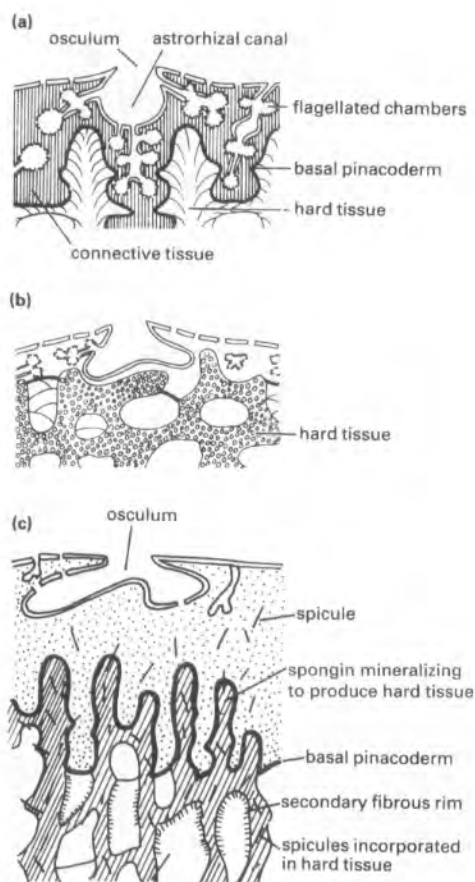 (a)
osculum
astrorhizal canal
flagellated chambers
basal pinacoderm
hard tissue
connective tissue
(b)
hard tissue
(c)
osculum
spicule
spongin mineralizing
to produce hard tissue
basal pinacoderm
secondary fibrous rim
spicules incorporated
in hard tissue